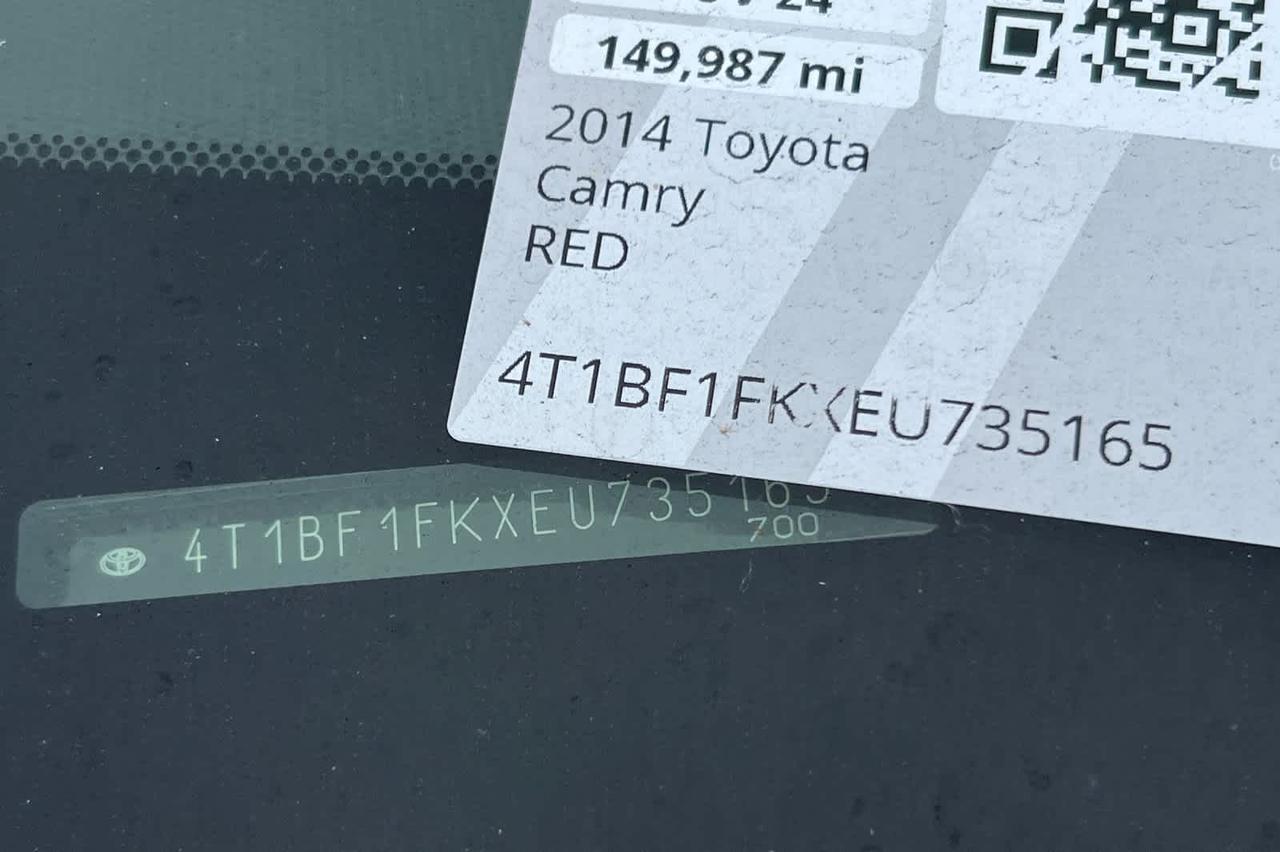 149,987 mi
2014 Toyota
Camry
RED
4T1BF1FKXEU735165
4T1BF1FKXEU735165
700